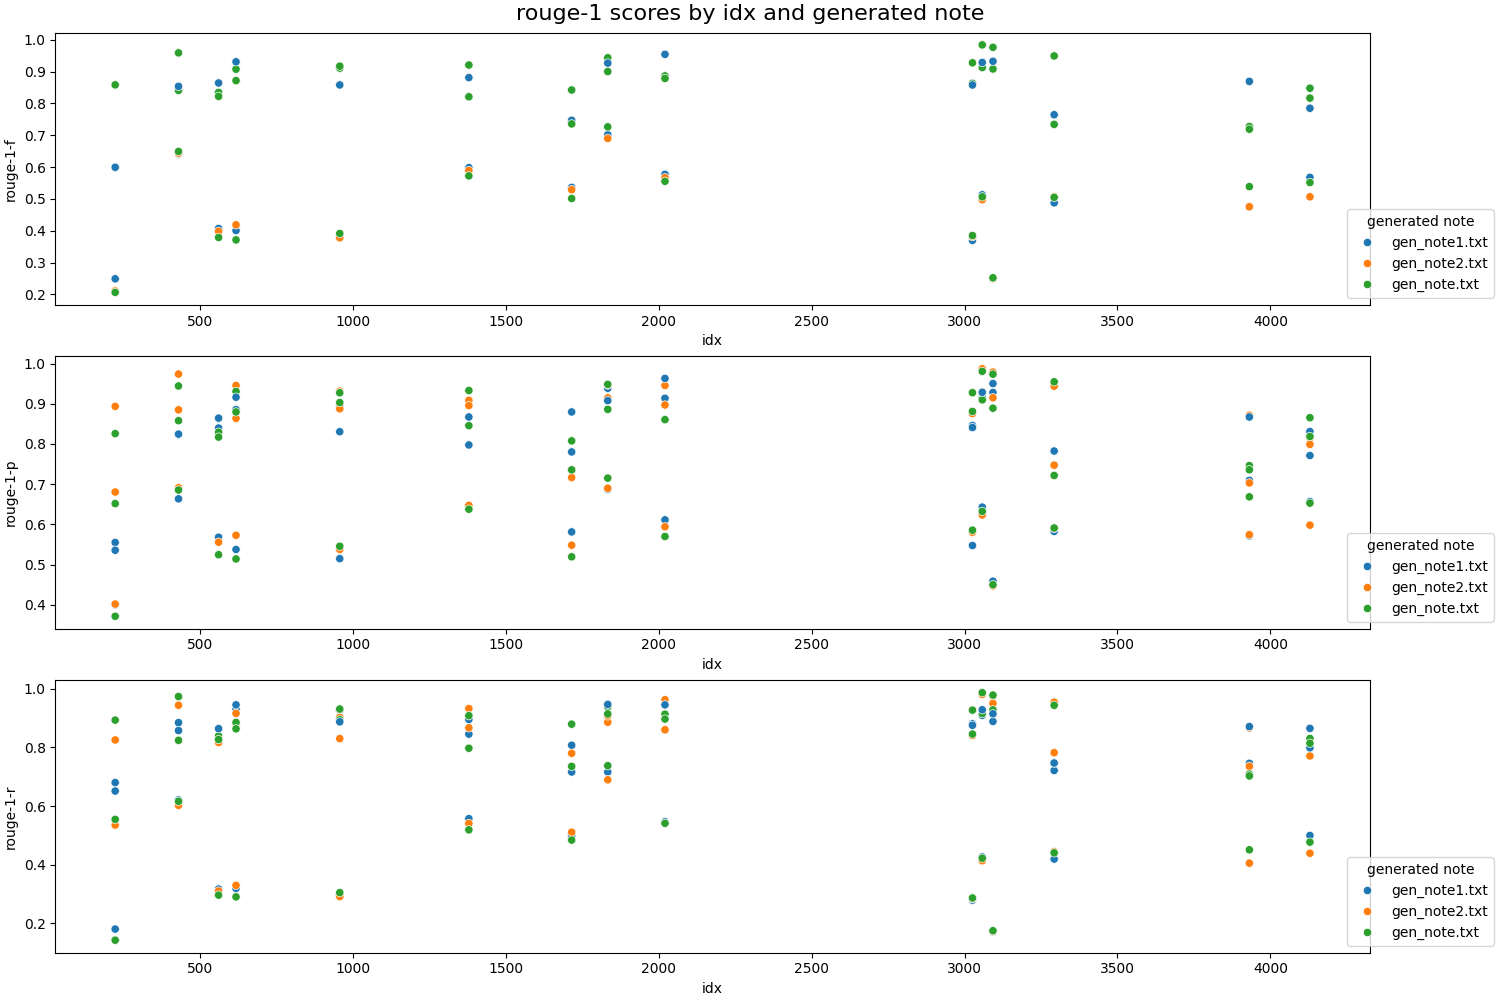 rouge-1 scores by idx and generated note
1.0
0.9
0.8
0.7
0.6
0.5
0.4
0.3
0.2
rouge-1-f
500 1000 1500 2000 2500 3000 3500 4000
idx
generated note
gen_note1.txt
gen_note2.txt
gen_note.txt
1.0
0.9
0.8
0.7
0.6
0.5
0.4
rouge-1-p
500 1000 1500 2000 2500 3000 3500 4000
idx
generated note
gen_note1.txt
gen_note2.txt
gen_note.txt
1.0
0.8
0.6
0.4
0.2
rouge-1-r
500 1000 1500 2000 2500 3000 3500 4000
idx
generated note
gen_note1.txt
gen_note2.txt
gen_note.txt